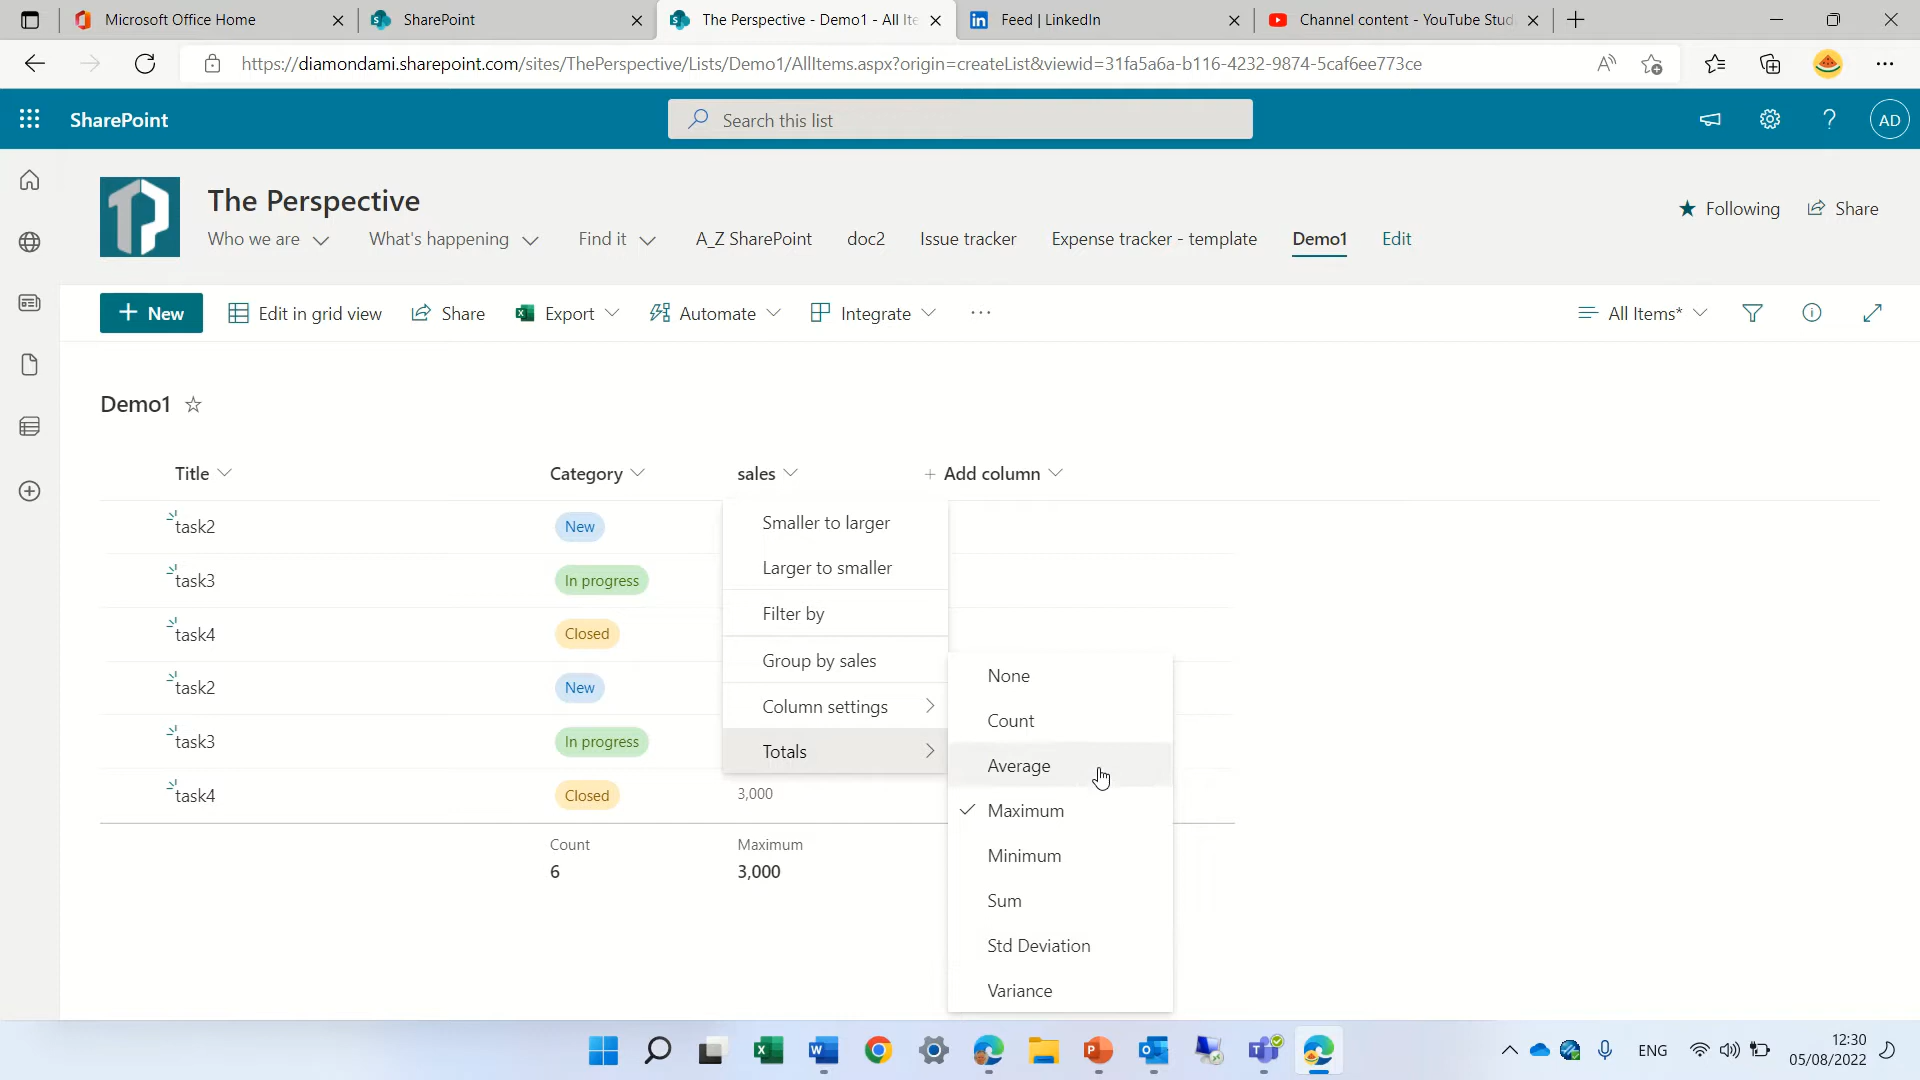 Microsoft Office Home
SharePoint
The Perspective - Demo1 - All Ite
Feed | LinkedIn
Channel content - YouTube Stud
https://diamondami.sharepoint.com/sites/ThePerspective/Lists/Demo1/AllItems.aspx?origin=createList&viewid=31fa5a6a-b116-4232-9874-5caf6ee773ce
SharePoint
Search this list
AD
The Perspective
Following
Share
Who we are
What's happening
Find it
A_Z SharePoint
doc2
Issue tracker
Expense tracker - template
Demo1
Edit
New
Edit in grid view
Share
Export
Automate
Integrate
All Items*
Demo1
Title
Category
sales
Add column
task2
New
task3
In progress
task4
Closed
task2
New
task3
In progress
task4
Closed
3,000
Count
6
Maximum
3,000
Smaller to larger
Larger to smaller
Filter by
Group by sales
Column settings
Totals
None
Count
Average
Maximum
Minimum
Sum
Std Deviation
Variance
ENG
12:30
05/08/2022